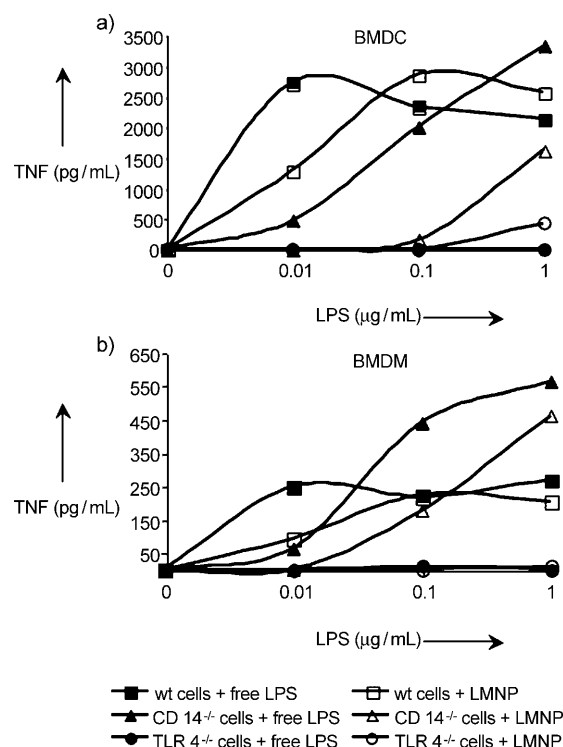 a)
BMDC
3500
3000
2500
2000
1500
1000
500
0
TNF (pg/mL)
0 0.01 0.1 1
LPS (μg/mL)
b)
BMDM
650
550
450
350
250
150
50
TNF (pg/mL)
0 0.01 0.1 1
LPS (μg/mL)
wt cells + free LPS wt cells + LMNP
CD 14-/- cells + free LPS CD 14-/- cells + LMNP
TLR 4-/- cells + free LPS TLR 4-/- cells + LMNP